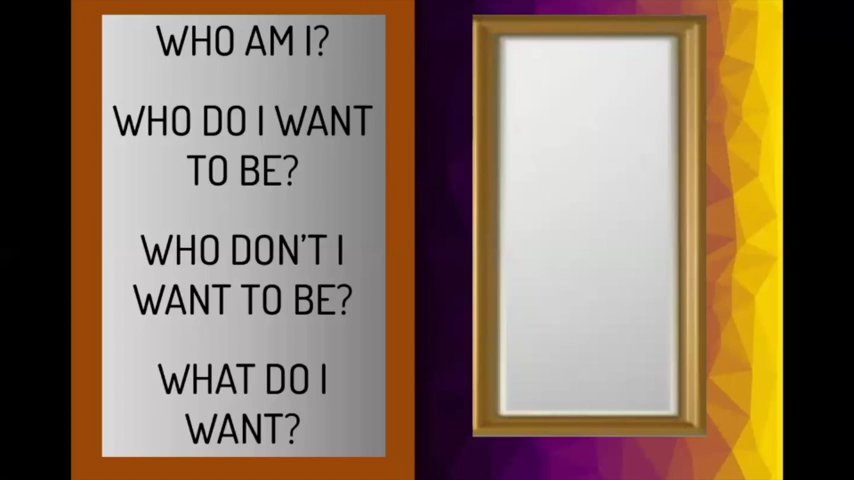 WHO AM I?
WHO DO I WANT
TO BE?
WHO DON'T I
WANT TO BE?
WHAT DO I
WANT?